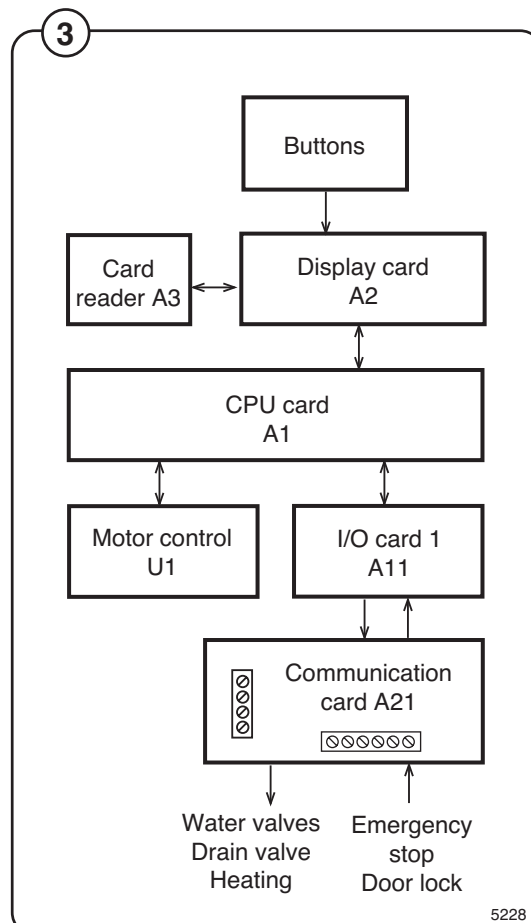 3
Buttons
Card
reader A3
Display card
A2
CPU card
A1
Motor control
U1
I/O card 1
A11
Communication
card A21
Water valves
Drain valve
Heating
Emergency
stop
Door lock
5228